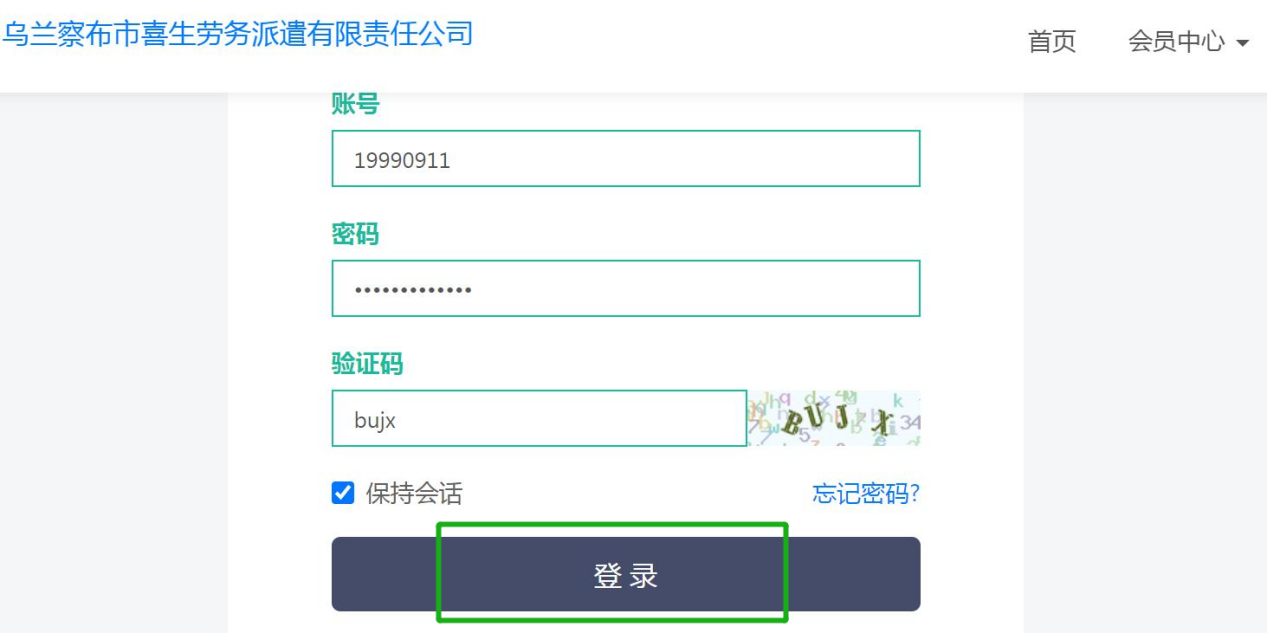 乌兰察布市喜生劳务派遣有限责任公司
首页 会员中心
账号
19990911
密码
•••••••••••••
验证码
bujx BUJX
保持会话 忘记密码?
登录